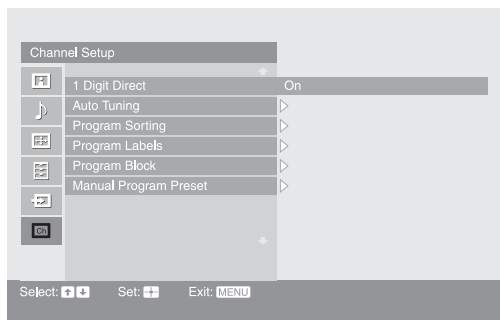 Channel Setup
1 Digit Direct On
Auto Tuning
Program Sorting
Program Labels
Program Block
Manual Program Preset
Ch
Select: Set: Exit: MENU